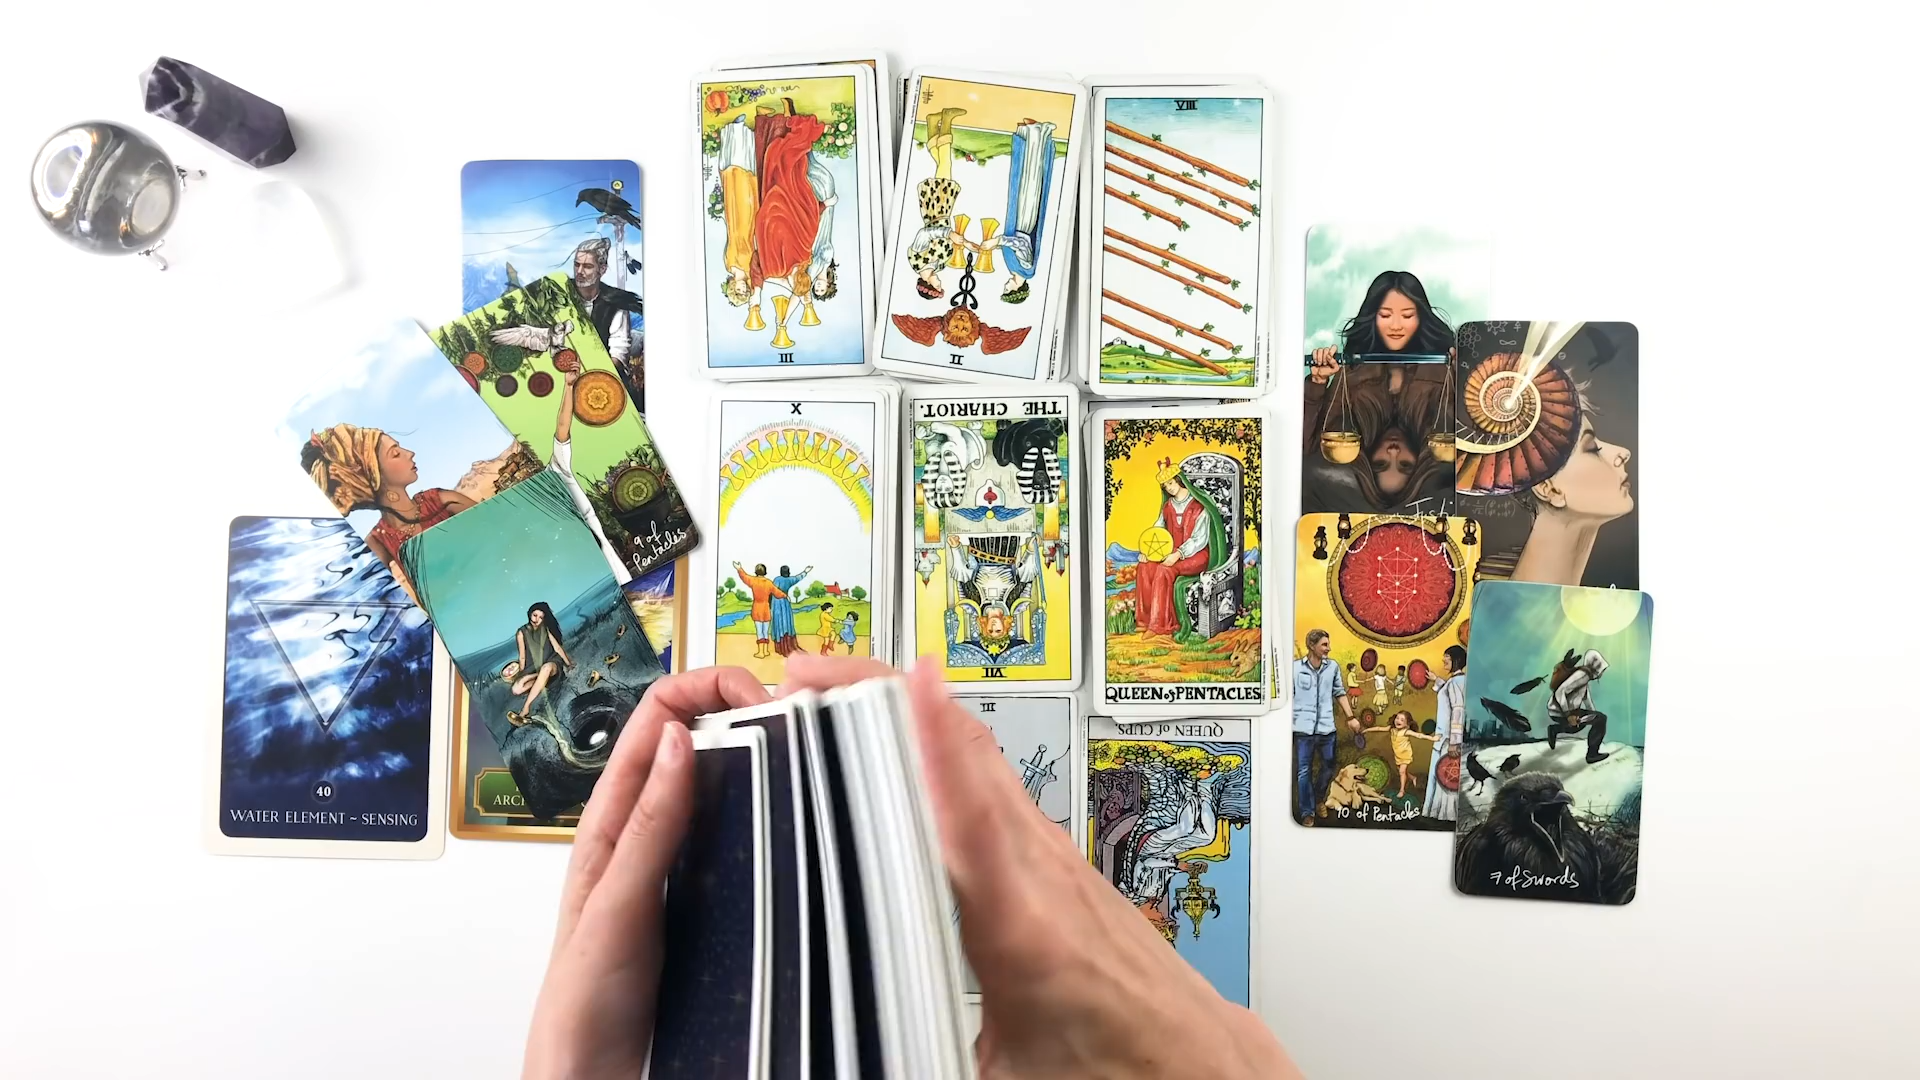 III
II
VIII
X
THE CHARIOT.
VII
QUEEN of PENTACLES
III
QUEEN of CUPS.
9 of
Pentacles
40
WATER ELEMENT ~ SENSING
ARC
Justi
10 of Pentacles
7 of Swords